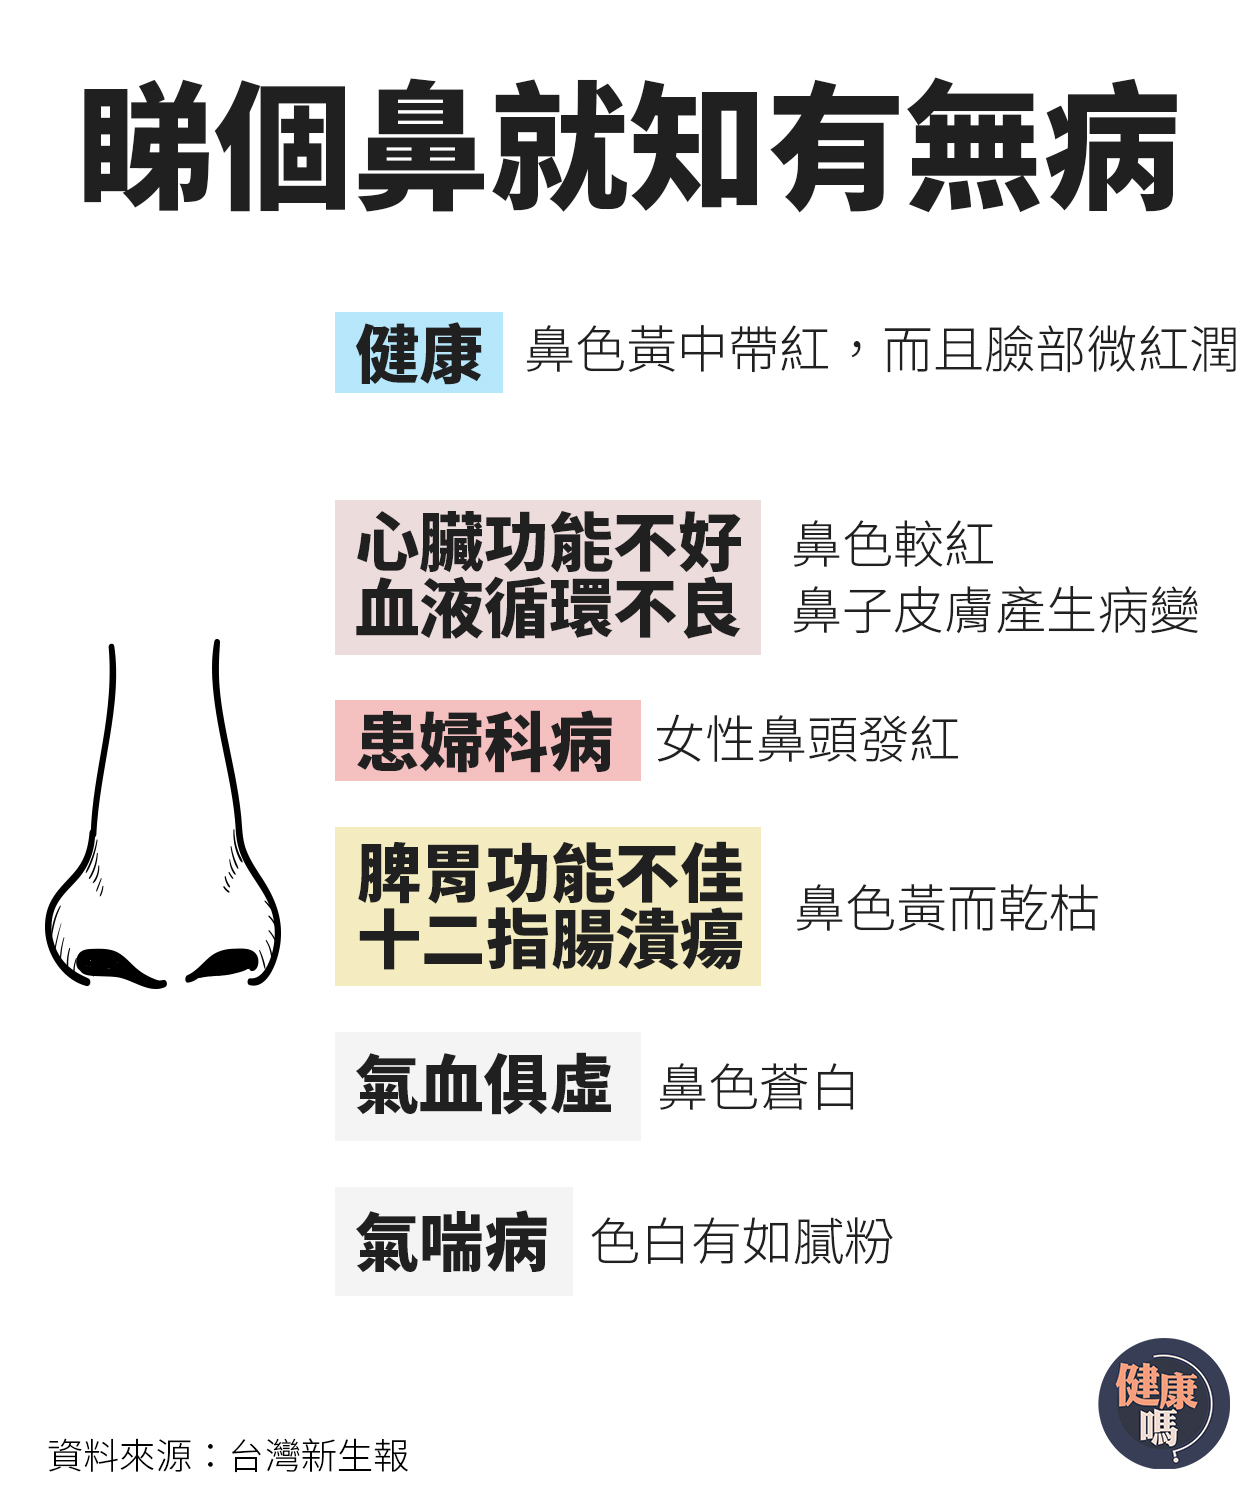 睇個鼻就知有無病
健康 鼻色黃中帶紅，而且臉部微紅潤
心臟功能不好 鼻色較紅
血液循環不良 鼻子皮膚產生病變
患婦科病 女性鼻頭發紅
脾胃功能不佳
十二指腸潰瘍
鼻色黃而乾枯
氣血俱虛 鼻色蒼白
氣喘病 色白有如膩粉
健康
嗎
資料來源：台灣新生報